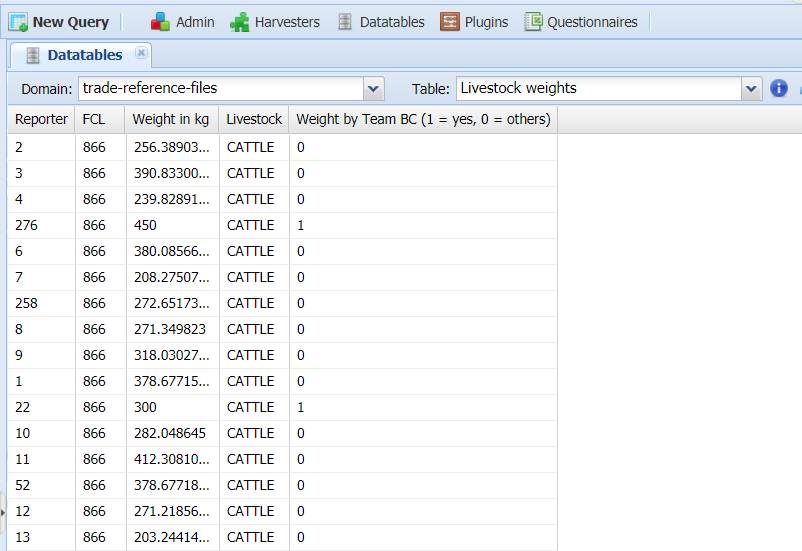 New Query Admin Harvesters Datatables Plugins Questionnaires
Datatables
Domain: trade-reference-files Table: Livestock weights
Reporter FCL Weight in kg Livestock Weight by Team BC (1 = yes, 0 = others)
2 866 256.38903... CATTLE 0
3 866 390.83300... CATTLE 0
4 866 239.82891... CATTLE 0
276 866 450 CATTLE 1
6 866 380.08566... CATTLE 0
7 866 208.27507... CATTLE 0
258 866 272.65173... CATTLE 0
8 866 271.349823 CATTLE 0
9 866 318.03027... CATTLE 0
1 866 378.67715... CATTLE 0
22 866 300 CATTLE 1
10 866 282.048645 CATTLE 0
11 866 412.30810... CATTLE 0
52 866 378.67718... CATTLE 0
12 866 271.21856... CATTLE 0
13 866 203.24414... CATTLE 0